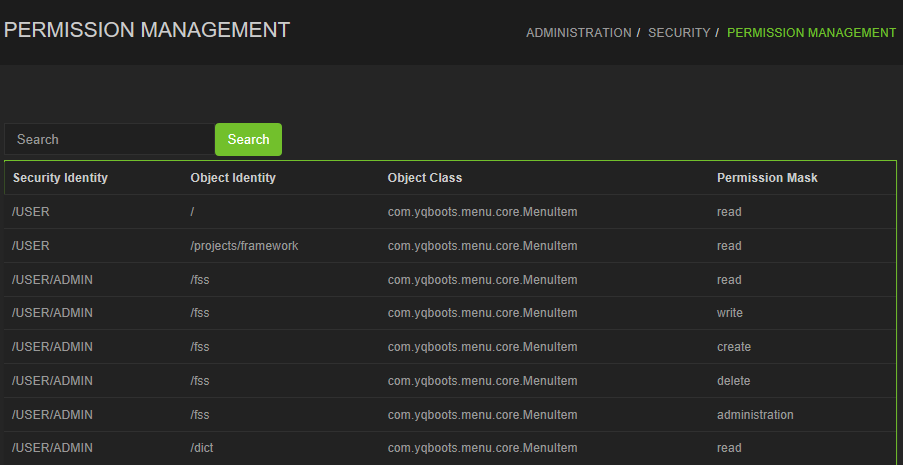 PERMISSION MANAGEMENT
ADMINISTRATION / SECURITY / PERMISSION MANAGEMENT
Search Search
Security Identity Object Identity Object Class Permission Mask
/USER / com.yqboots.menu.core.MenuItem read
/USER /projects/framework com.yqboots.menu.core.MenuItem read
/USER/ADMIN /fss com.yqboots.menu.core.MenuItem read
/USER/ADMIN /fss com.yqboots.menu.core.MenuItem write
/USER/ADMIN /fss com.yqboots.menu.core.MenuItem create
/USER/ADMIN /fss com.yqboots.menu.core.MenuItem delete
/USER/ADMIN /fss com.yqboots.menu.core.MenuItem administration
/USER/ADMIN /dict com.yqboots.menu.core.MenuItem read